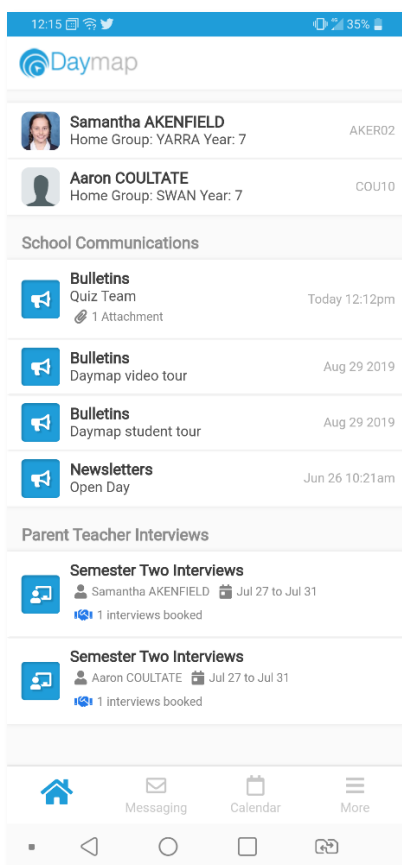 12:15 35%
Daymap
Samantha AKENFIELD
Home Group: YARRA Year: 7
AKER02
Aaron COULTATE
Home Group: SWAN Year: 7
COU10
School Communications
Bulletins
Quiz Team
1 Attachment
Today 12:12pm
Bulletins
Daymap video tour
Aug 29 2019
Bulletins
Daymap student tour
Aug 29 2019
Newsletters
Open Day
Jun 26 10:21am
Parent Teacher Interviews
Semester Two Interviews
Samantha AKENFIELD Jul 27 to Jul 31
1 interviews booked
Semester Two Interviews
Aaron COULTATE Jul 27 to Jul 31
1 interviews booked
Messaging Calendar More